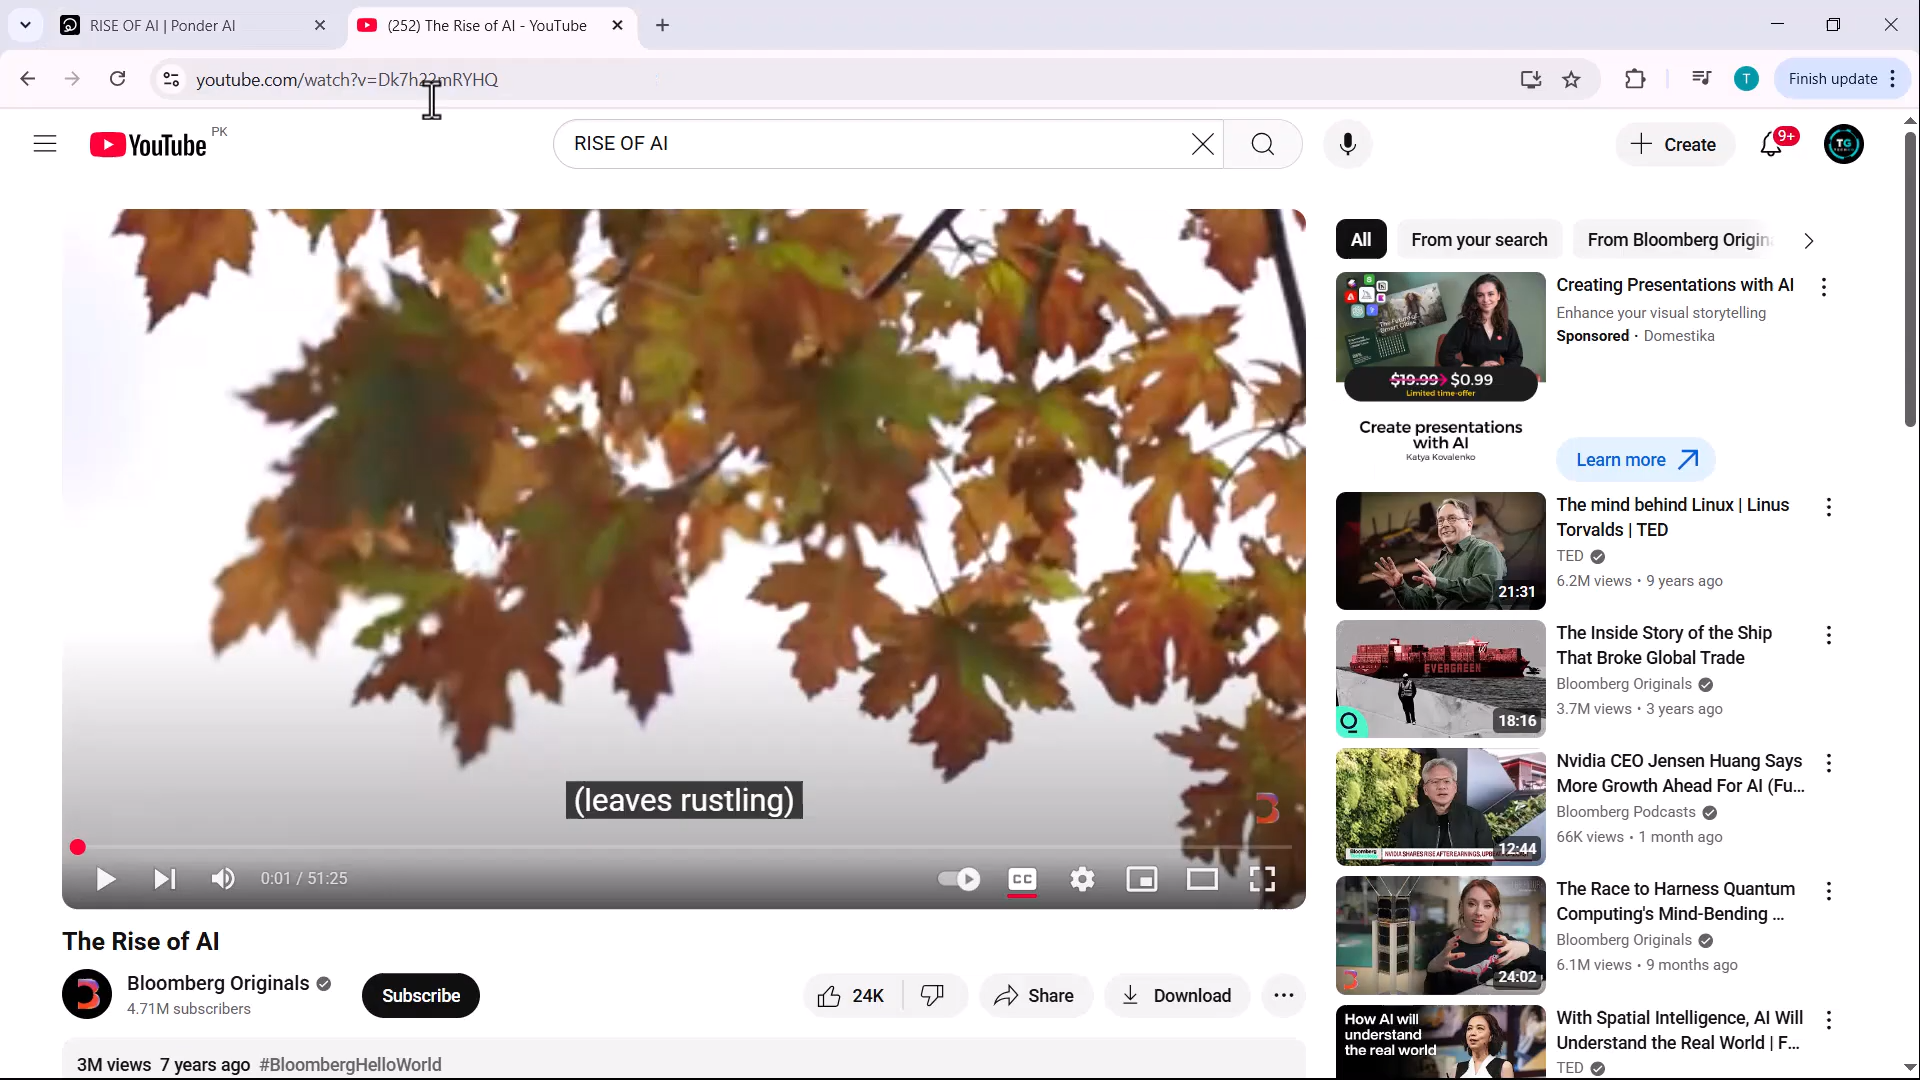 RISE OF AI | Ponder AI
(252) The Rise of AI - YouTube
youtube.com/watch?v=Dk7h22mRYHQ
T
Finish update
YouTube PK
RISE OF AI
Create
9+
TG
All
From your search
From Bloomberg Origin
Creating Presentations with AI
Enhance your visual storytelling
Sponsored · Domestika
$19.99 $0.99
Limited time-offer
Create presentations
with AI
Katya Kovalenko
Learn more
The mind behind Linux | Linus
Torvalds | TED
TED
6.2M views • 9 years ago
21:31
The Inside Story of the Ship
That Broke Global Trade
Bloomberg Originals
3.7M views • 3 years ago
EVERGREEN
18:16
Nvidia CEO Jensen Huang Says
More Growth Ahead For AI (Fu...
Bloomberg Podcasts
66K views • 1 month ago
12:44
The Race to Harness Quantum
Computing's Mind-Bending ...
Bloomberg Originals
6.1M views • 9 months ago
24:02
How AI will
understand
the real world
With Spatial Intelligence, AI Will
Understand the Real World | F...
TED
(leaves rustling)
0:01 / 51:25
CC
The Rise of AI
Bloomberg Originals
4.71M subscribers
Subscribe
24K
Share
Download
3M views 7 years ago #BloombergHelloWorld